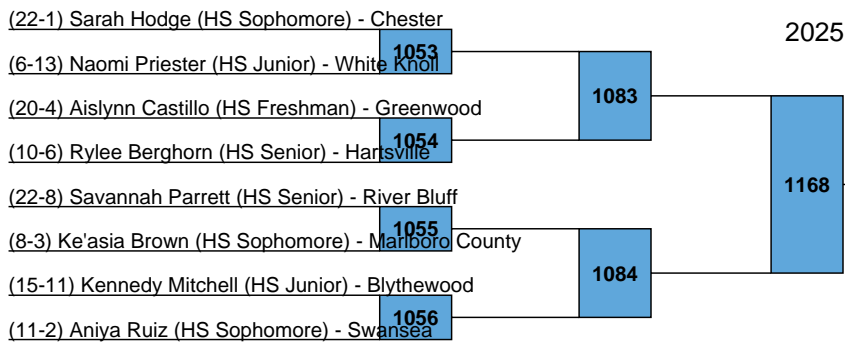 (22-1) Sarah Hodge (HS Sophomore) - Chester
2025
1053
(6-13) Naomi Priester (HS Junior) - White Knoll
1083
(20-4) Aislynn Castillo (HS Freshman) - Greenwood
1054
(10-6) Rylee Berghorn (HS Senior) - Hartsville
1168
(22-8) Savannah Parrett (HS Senior) - River Bluff
1055
(8-3) Ke'asia Brown (HS Sophomore) - Marlboro County
1084
(15-11) Kennedy Mitchell (HS Junior) - Blythewood
1056
(11-2) Aniya Ruiz (HS Sophomore) - Swansea